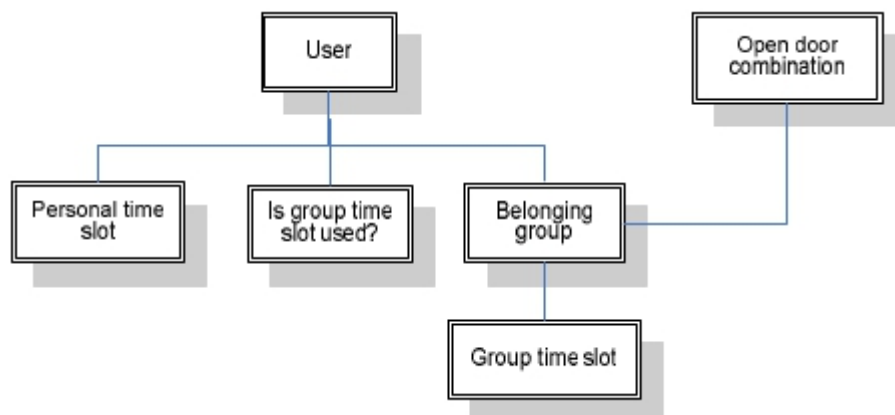 User
Open door
combination
Personal time
slot
Is group time
slot used?
Belonging
group
Group time slot